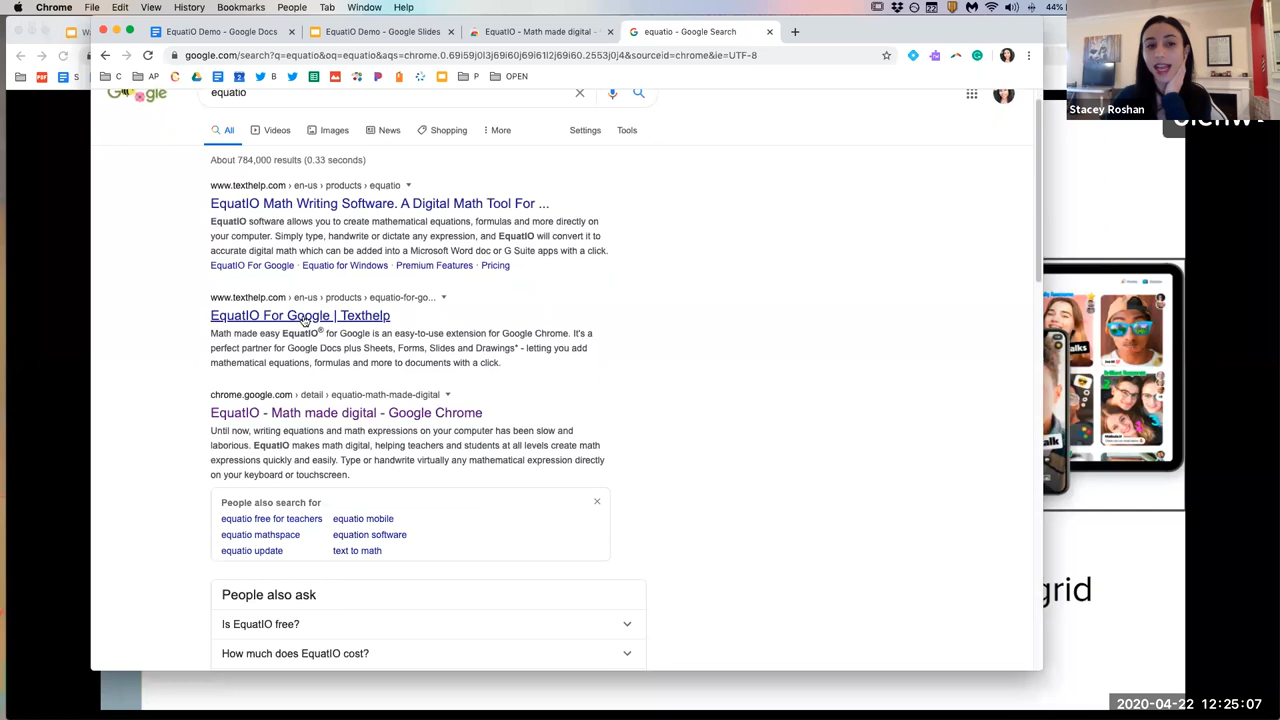 Chrome File Edit View History Bookmarks People Tab Window Help 44%
EquatIO Demo - Google Docs EquatIO Demo - Google Slides EquatIO - Math made digital - equatio - Google Search
google.com/search?q=equatio&oq=equatio&aqs=chrome.0.69i59j0l3j69i60j69i61l2j69i60.2553j0j4&sourceid=chrome&ie=UTF-8
C AP B P OPEN
Google equatio
All Videos Images News Shopping More Settings Tools
About 784,000 results (0.33 seconds)
www.texthelp.com › en-us › products › equatio
EquatIO Math Writing Software. A Digital Math Tool For ...
EquatIO software allows you to create mathematical equations, formulas and more directly on
your computer. Simply type, handwrite or dictate any expression, and EquatIO will convert it to
accurate digital math which can be added into a Microsoft Word doc or G Suite apps with a click.
EquatIO For Google · Equatio for Windows · Premium Features · Pricing
www.texthelp.com › en-us › products › equatio-for-go...
EquatIO For Google | Texthelp
Math made easy EquatIO® for Google is an easy-to-use extension for Google Chrome. It's a
perfect partner for Google Docs plus Sheets, Forms, Slides and Drawings* - letting you add
mathematical equations, formulas and more to documents with a click.
chrome.google.com › detail › equatio-math-made-digital
EquatIO - Math made digital - Google Chrome
Until now, writing equations and math expressions on your computer has been slow and
laborious. EquatIO makes math digital, helping teachers and students at all levels create math
expressions quickly and easily. Type or handwrite virtually any mathematical expression directly
on your keyboard or touchscreen.
People also search for
equatio free for teachers equatio mobile
equatio mathspace equation software
equatio update text to math
People also ask
Is EquatIO free?
How much does EquatIO cost?
Stacey Roshan
grid
2020-04-22 12:25:07